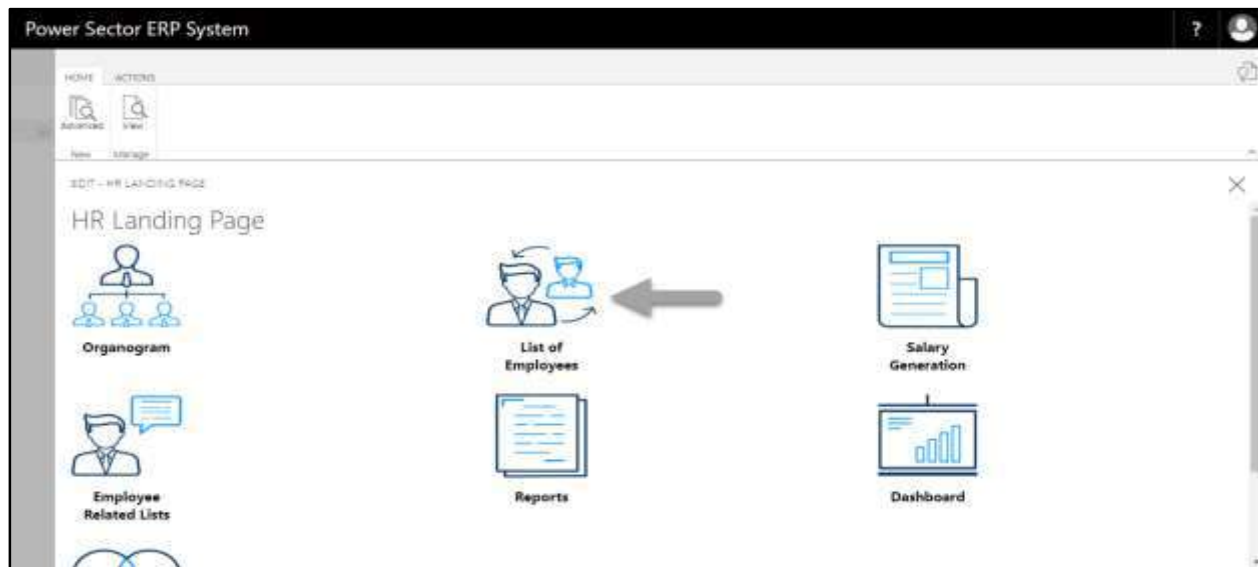 Power Sector ERP System
?
HOME ACTIONS
Advanced View
New Manage
EDIT - HR LANDING PAGE
HR Landing Page
Organogram
List of
Employees
Salary
Generation
Employee
Related Lists
Reports
Dashboard